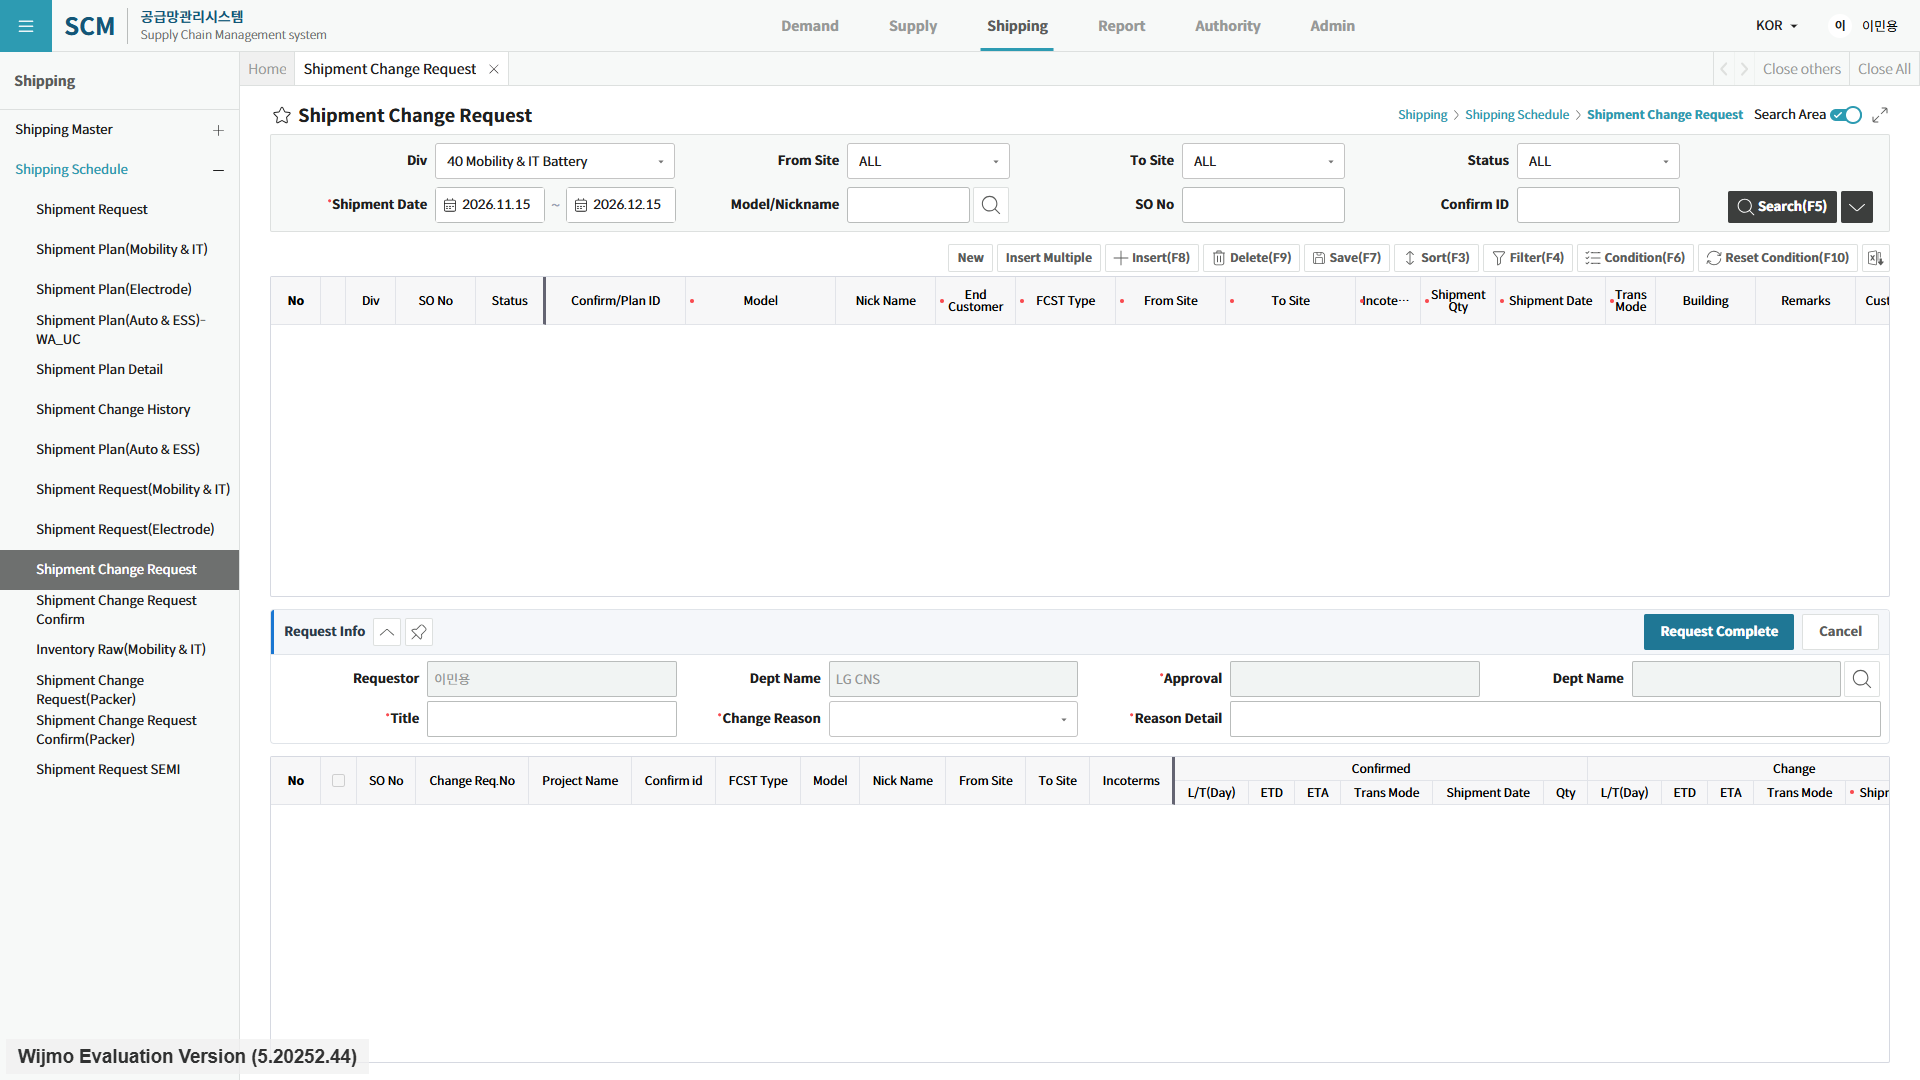 SCM 공급망관리시스템
Supply Chain Management system
Demand Supply Shipping Report Authority Admin
KOR 이 이민용
Shipping
Home Shipment Change Request
Close others Close All
Shipping Master
Shipping Schedule
Shipment Request
Shipment Plan(Mobility & IT)
Shipment Plan(Electrode)
Shipment Plan(Auto & ESS)-
WA_UC
Shipment Plan Detail
Shipment Change History
Shipment Plan(Auto & ESS)
Shipment Request(Mobility & IT)
Shipment Request(Electrode)
Shipment Change Request
Shipment Change Request
Confirm
Inventory Raw(Mobility & IT)
Shipment Change
Request(Packer)
Shipment Change Request
Confirm(Packer)
Shipment Request SEMI
Shipment Change Request
Shipping > Shipping Schedule > Shipment Change Request Search Area
Div 40 Mobility & IT Battery From Site ALL To Site ALL Status ALL
*Shipment Date 2026.11.15 ~ 2026.12.15 Model/Nickname SO No Confirm ID Search(F5)
New Insert Multiple Insert(F8) Delete(F9) Save(F7) Sort(F3) Filter(F4) Condition(F6) Reset Condition(F10)
No Div SO No Status Confirm/Plan ID Model Nick Name End Customer FCST Type From Site To Site Incote··· Shipment Qty Shipment Date Trans Mode Building Remarks Cust
Request Info Request Complete Cancel
Requestor 이민용 Dept Name LG CNS *Approval Dept Name
*Title *Change Reason *Reason Detail
No SO No Change Req.No Project Name Confirm id FCST Type Model Nick Name From Site To Site Incoterms Confirmed Change
L/T(Day) ETD ETA Trans Mode Shipment Date Qty L/T(Day) ETD ETA Trans Mode Shipr
Wijmo Evaluation Version (5.20252.44)